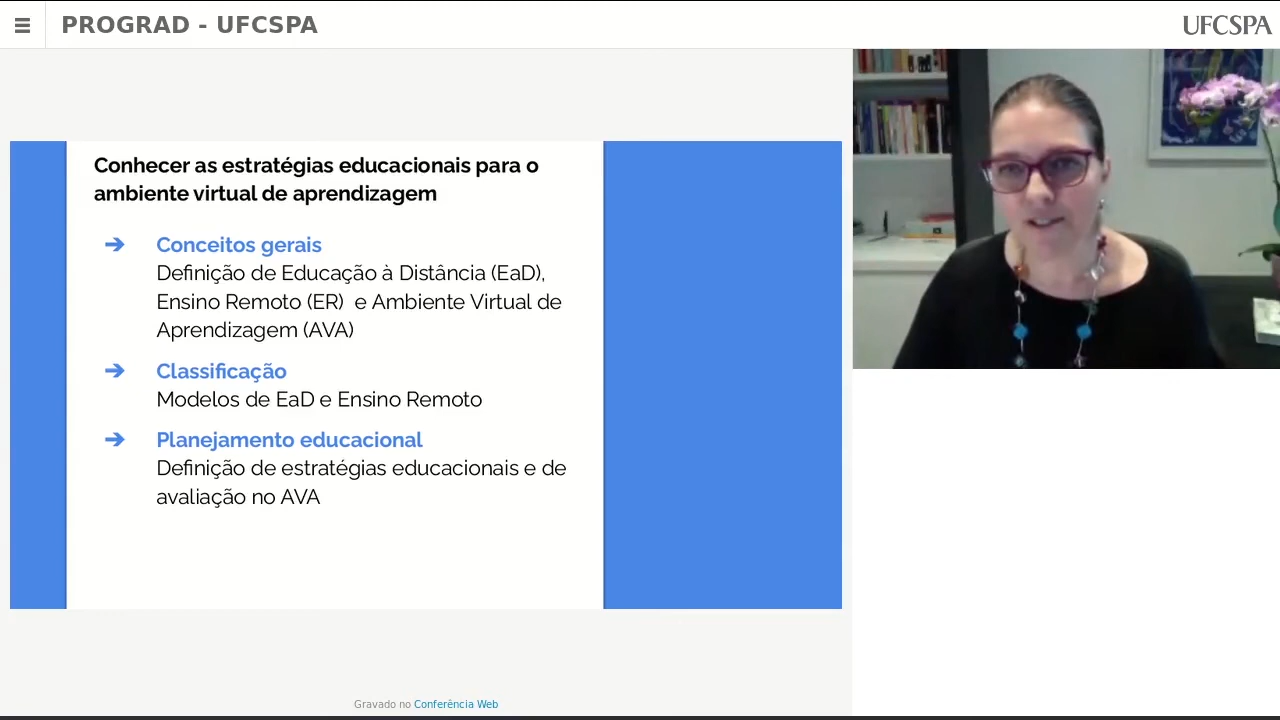 PROGRAD - UFCSPA
UFCSPA
Conhecer as estratégias educacionais para o
ambiente virtual de aprendizagem
➔ Conceitos gerais
Definição de Educação à Distância (EaD),
Ensino Remoto (ER) e Ambiente Virtual de
Aprendizagem (AVA)
➔ Classificação
Modelos de EaD e Ensino Remoto
➔ Planejamento educacional
Definição de estratégias educacionais e de
avaliação no AVA
Gravado no Conferência Web